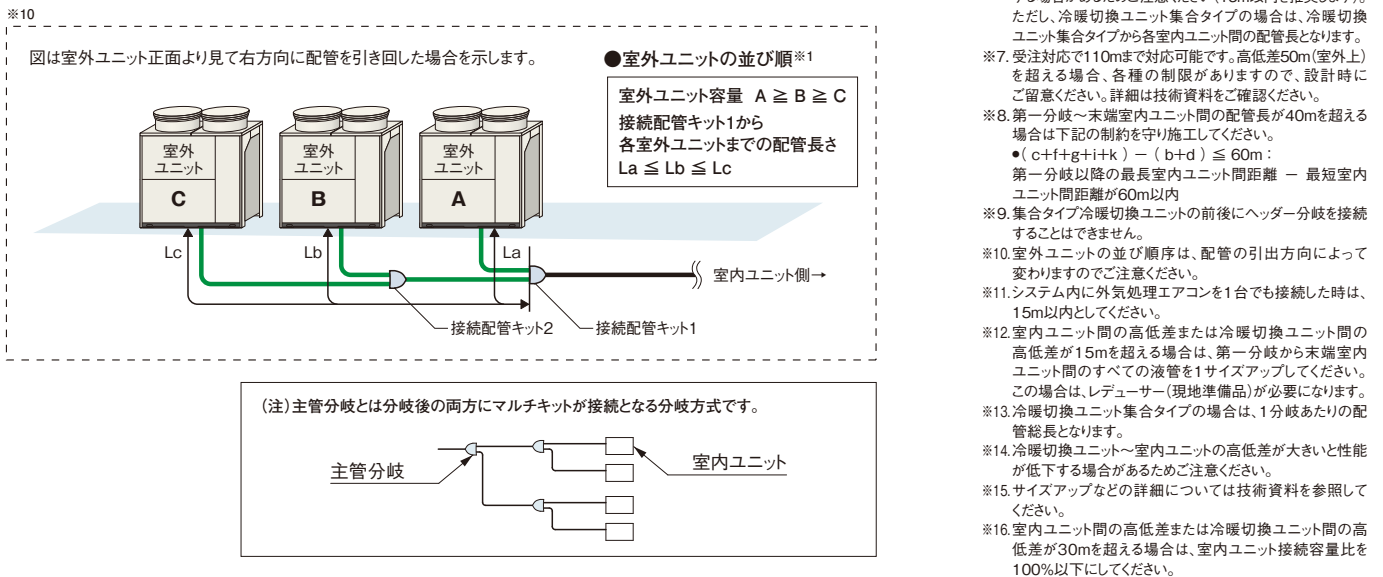 ※10
図は室外ユニット正面より見て右方向に配管を引き回した場合を示します。
●室外ユニットの並び順※1
室外ユニット容量 A ≧ B ≧ C
接続配管キット1から
各室外ユニットまでの配管長さ
La ≦ Lb ≦ Lc
室外
ユニット
C
室外
ユニット
B
室外
ユニット
A
Lc
Lb
La
室内ユニット側→
接続配管キット2
接続配管キット1
(注)主管分岐とは分岐後の両方にマルチキットが接続となる分岐方式です。
主管分岐
室内ユニット
ただし、冷暖切換ユニット集合タイプの場合は、冷暖切換
ユニット集合タイプから各室内ユニット間の配管長となります。
※7.受注対応で110mまで対応可能です。高低差50m(室外上)
を超える場合、各種の制限がありますので、設計時に
ご留意ください。詳細は技術資料をご確認ください。
※8.第一分岐～末端室内ユニット間の配管長が40mを超える
場合は下記の制約を守り施工してください。
●( c+f+g+i+k ) − ( b+d ) ≦ 60m：
第一分岐以降の最長室内ユニット間距離 − 最短室内
ユニット間距離が60m以内
※9.集合タイプ冷暖切換ユニットの前後にヘッダー分岐を接続
することはできません。
※10.室外ユニットの並び順序は、配管の引出方向によって
変わりますのでご注意ください。
※11.システム内に外気処理エアコンを1台でも接続した時は、
15m以内としてください。
※12.室内ユニット間の高低差または冷暖切換ユニット間の
高低差が15mを超える場合は、第一分岐から末端室内
ユニット間のすべての液管を1サイズアップしてください。
この場合は、レデューサー(現地準備品)が必要になります。
※13.冷暖切換ユニット集合タイプの場合は、1分岐あたりの配
管総長となります。
※14.冷暖切換ユニット～室内ユニットの高低差が大きいと性能
が低下する場合があるためご注意ください。
※15.サイズアップなどの詳細については技術資料を参照して
ください。
※16.室内ユニット間の高低差または冷暖切換ユニット間の高
低差が30mを超える場合は、室内ユニット接続容量比を
100%以下にしてください。